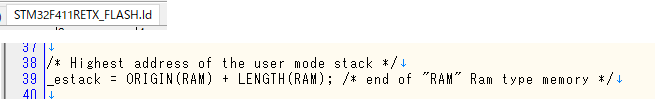 STM32F411RETX_FLASH.ld
37 ↓
38 /* Highest address of the user mode stack */↓
39 _estack = ORIGIN(RAM) + LENGTH(RAM); /* end of "RAM" Ram type memory */↓
40 ↓